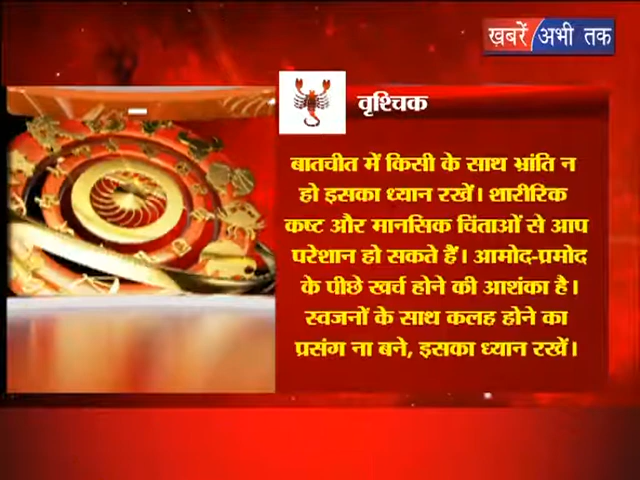 ख़बरें अभी तक
वृश्चिक
बातचीत में किसी के साथ भ्रांति न
हो इसका ध्यान रखें। शारीरिक
कष्ट और मानसिक चिंताओं से आप
परेशान हो सकते हैं। आमोद-प्रमोद
के पीछे खर्च होने की आशंका है।
स्वजनों के साथ कलह होने का
प्रसंग ना बने, इसका ध्यान रखें।